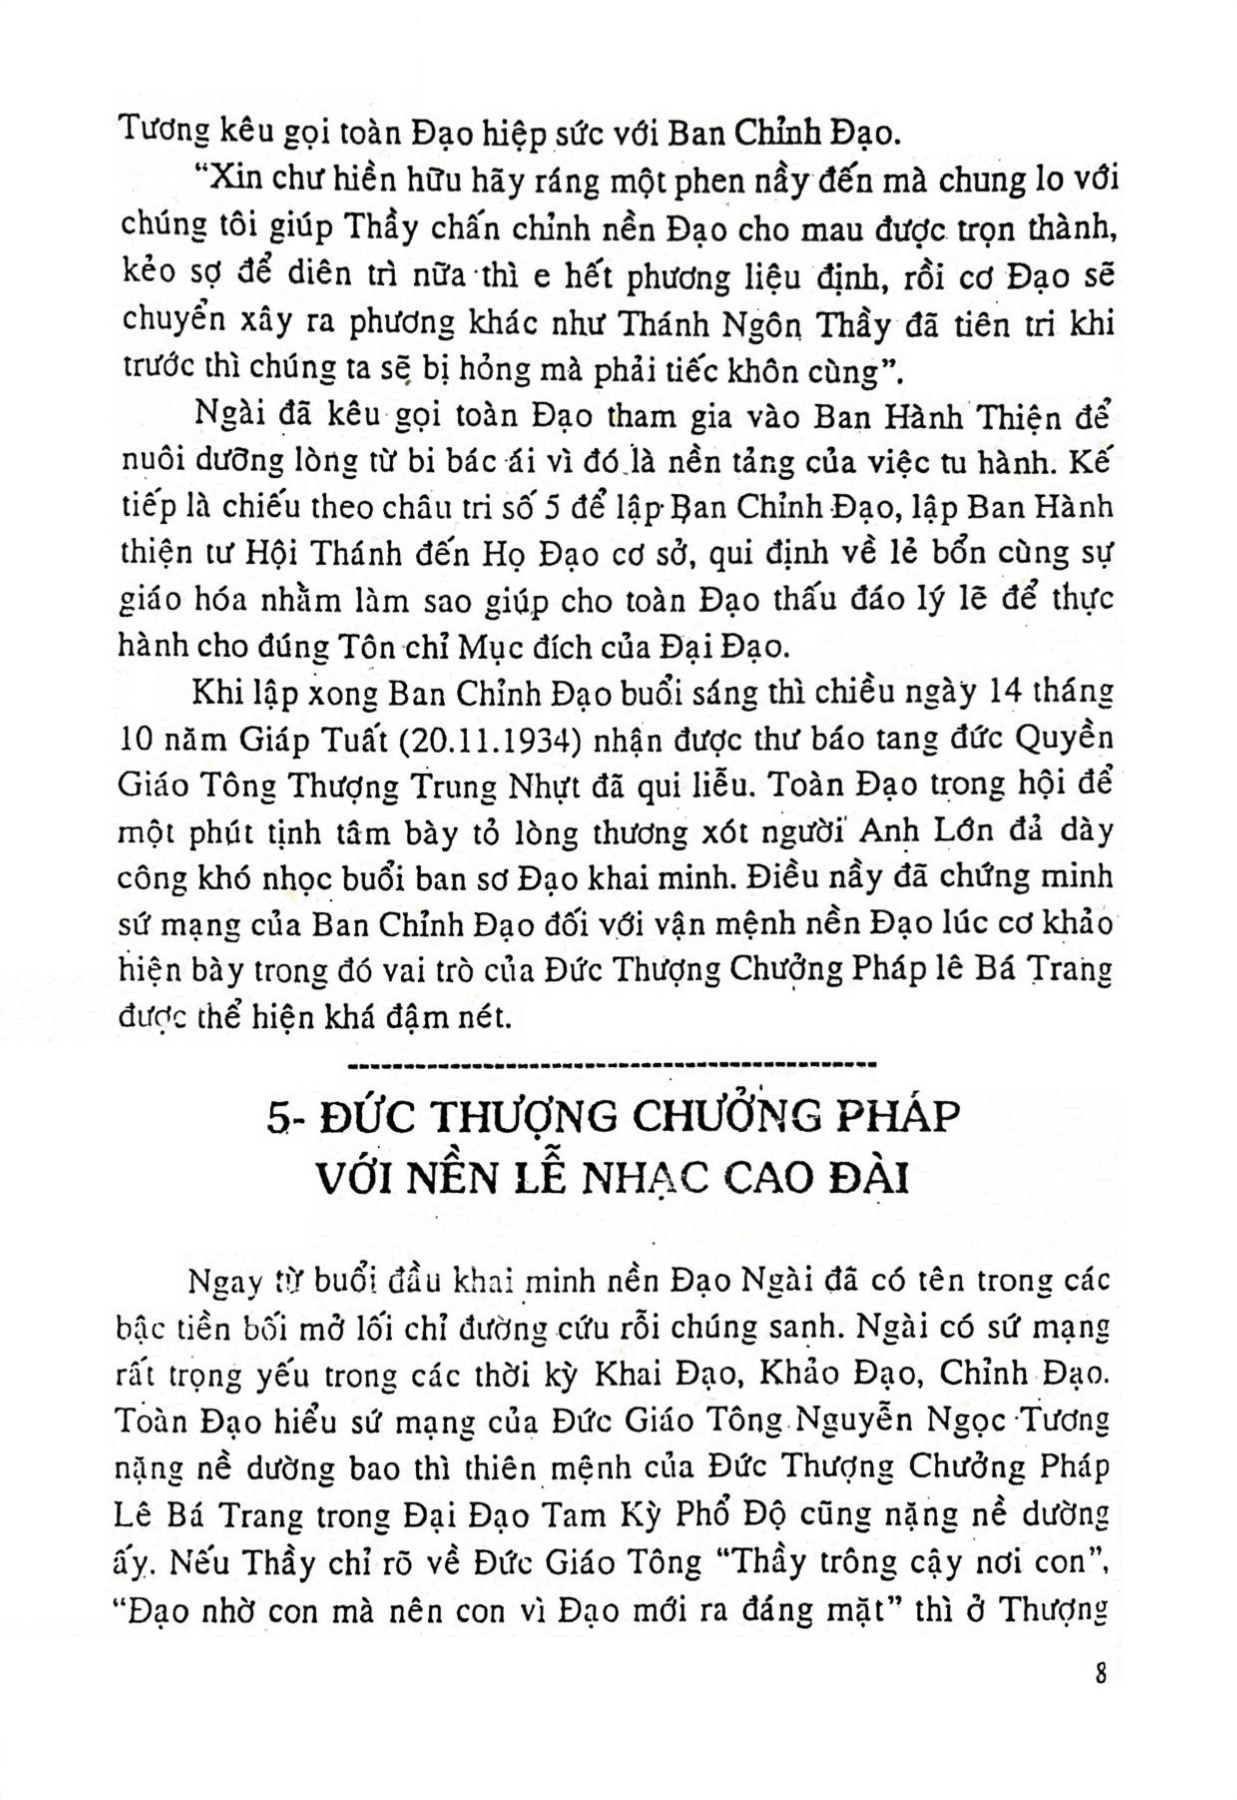 Tương kêu gọi toàn Đạo hiệp sức với Ban Chỉnh Đạo.
“Xin chư hiền hữu hãy ráng một phen nầy đến mà chung lo với
chúng tôi giúp Thầy chấn chỉnh nền Đạo cho mau được trọn thành,
kẻo sợ để diên trì nữa thì e hết phương liệu định, rồi cơ Đạo sẽ
chuyển xây ra phương khác như Thánh Ngôn Thầy đã tiên tri khi
trước thì chúng ta sẽ bị hỏng mà phải tiếc khôn cùng”.
Ngài đã kêu gọi toàn Đạo tham gia vào Ban Hành Thiện để
nuôi dưỡng lòng từ bi bác ái vì đó là nền tảng của việc tu hành. Kế
tiếp là chiếu theo châu tri số 5 để lập Ban Chỉnh Đạo, lập Ban Hành
thiện tư Hội Thánh đến Họ Đạo cơ sở, qui định về lẻ bổn cùng sự
giáo hóa nhằm làm sao giúp cho toàn Đạo thấu đáo lý lẽ để thực
hành cho đúng Tôn chỉ Mục đích của Đại Đạo.
Khi lập xong Ban Chỉnh Đạo buổi sáng thì chiều ngày 14 tháng
10 năm Giáp Tuất (20.11.1934) nhận được thư báo tang đức Quyền
Giáo Tông Thượng Trung Nhựt đã qui liễu. Toàn Đạo trong hội để
một phút tịnh tâm bày tỏ lòng thương xót người Anh Lớn đả dày
công khó nhọc buổi ban sơ Đạo khai minh. Điều nầy đã chứng minh
sứ mạng của Ban Chỉnh Đạo đối với vận mệnh nền Đạo lúc cơ khảo
hiện bày trong đó vai trò của Đức Thượng Chưởng Pháp lê Bá Trang
được thể hiện khá đậm nét.
5- ĐỨC THƯỢNG CHƯỞNG PHÁP
VỚI NỀN LỄ NHẠC CAO ĐÀI
Ngay từ buổi đầu khai minh nền Đạo Ngài đã có tên trong các
bậc tiền bối mở lối chỉ đường cứu rỗi chúng sanh. Ngài có sứ mạng
rất trọng yếu trong các thời kỳ Khai Đạo, Khảo Đạo, Chỉnh Đạo.
Toàn Đạo hiểu sứ mạng của Đức Giáo Tông Nguyễn Ngọc Tương
nặng nề dường bao thì thiên mệnh của Đức Thượng Chưởng Pháp
Lê Bá Trang trong Đại Đạo Tam Kỳ Phổ Độ cũng nặng nề dường
ấy. Nếu Thầy chỉ rõ về Đức Giáo Tông “Thầy trông cậy nơi con”,
“Đạo nhờ con mà nên con vì Đạo mới ra đáng mặt” thì ở Thượng
8